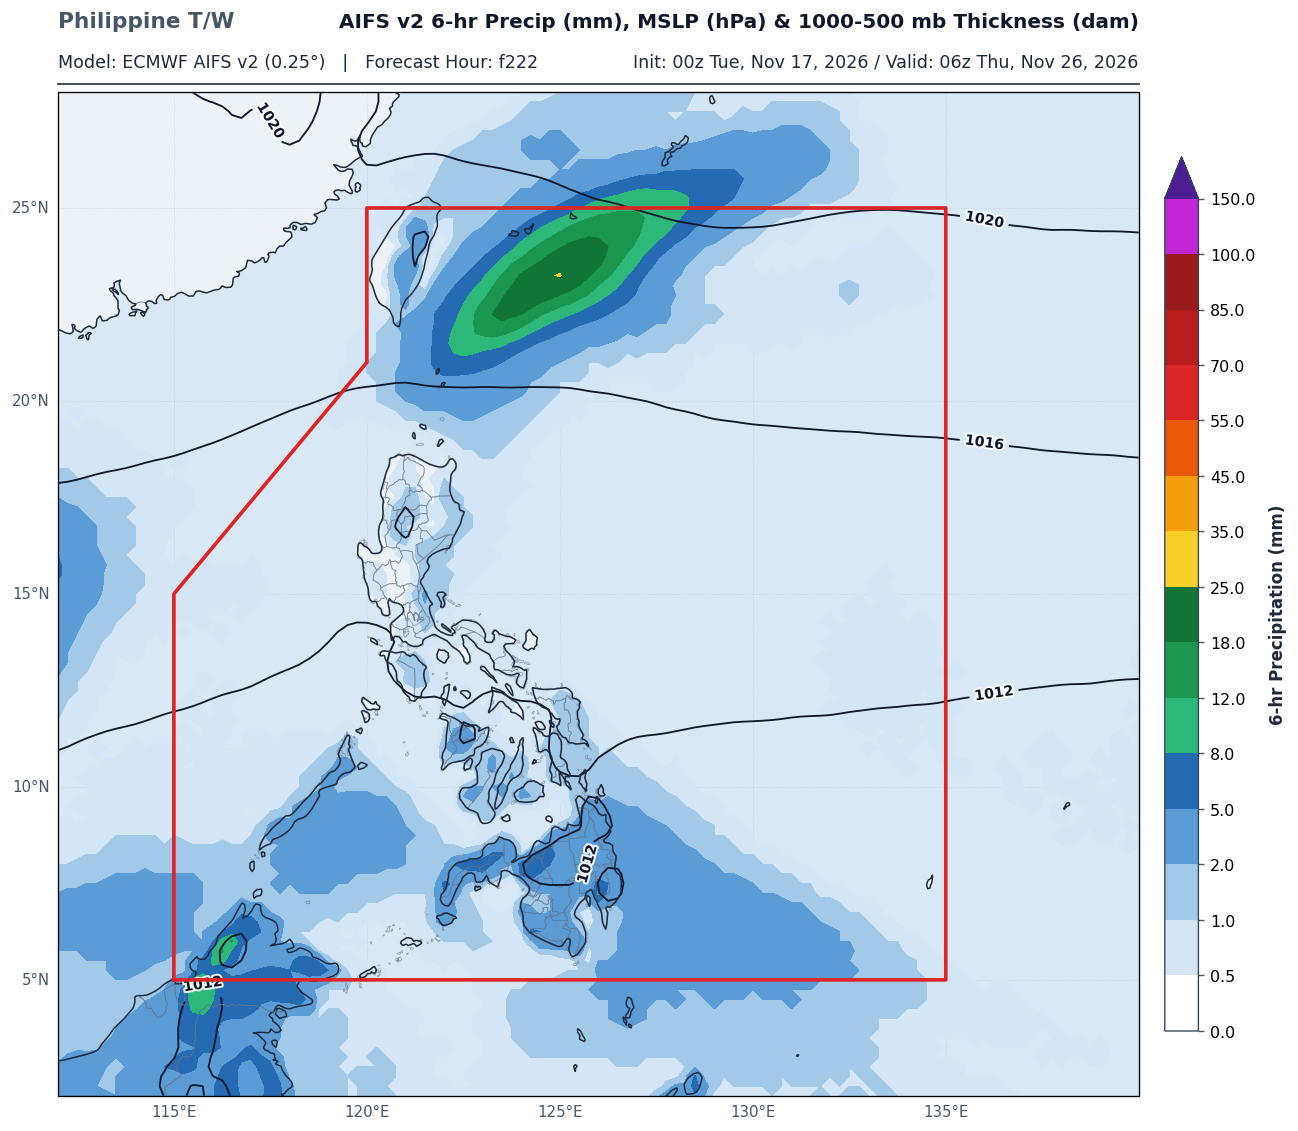 Philippine T/W
AIFS v2 6-hr Precip (mm), MSLP (hPa) & 1000-500 mb Thickness (dam)
Model: ECMWF AIFS v2 (0.25°) | Forecast Hour: f222
Init: 00z Tue, Nov 17, 2026 / Valid: 06z Thu, Nov 26, 2026
1020
1020
1016
1012
1012
1012
25°N
20°N
15°N
10°N
5°N
115°E
120°E
125°E
130°E
135°E
150.0
100.0
85.0
70.0
55.0
45.0
35.0
25.0
18.0
12.0
8.0
5.0
2.0
1.0
0.5
0.0
6-hr Precipitation (mm)